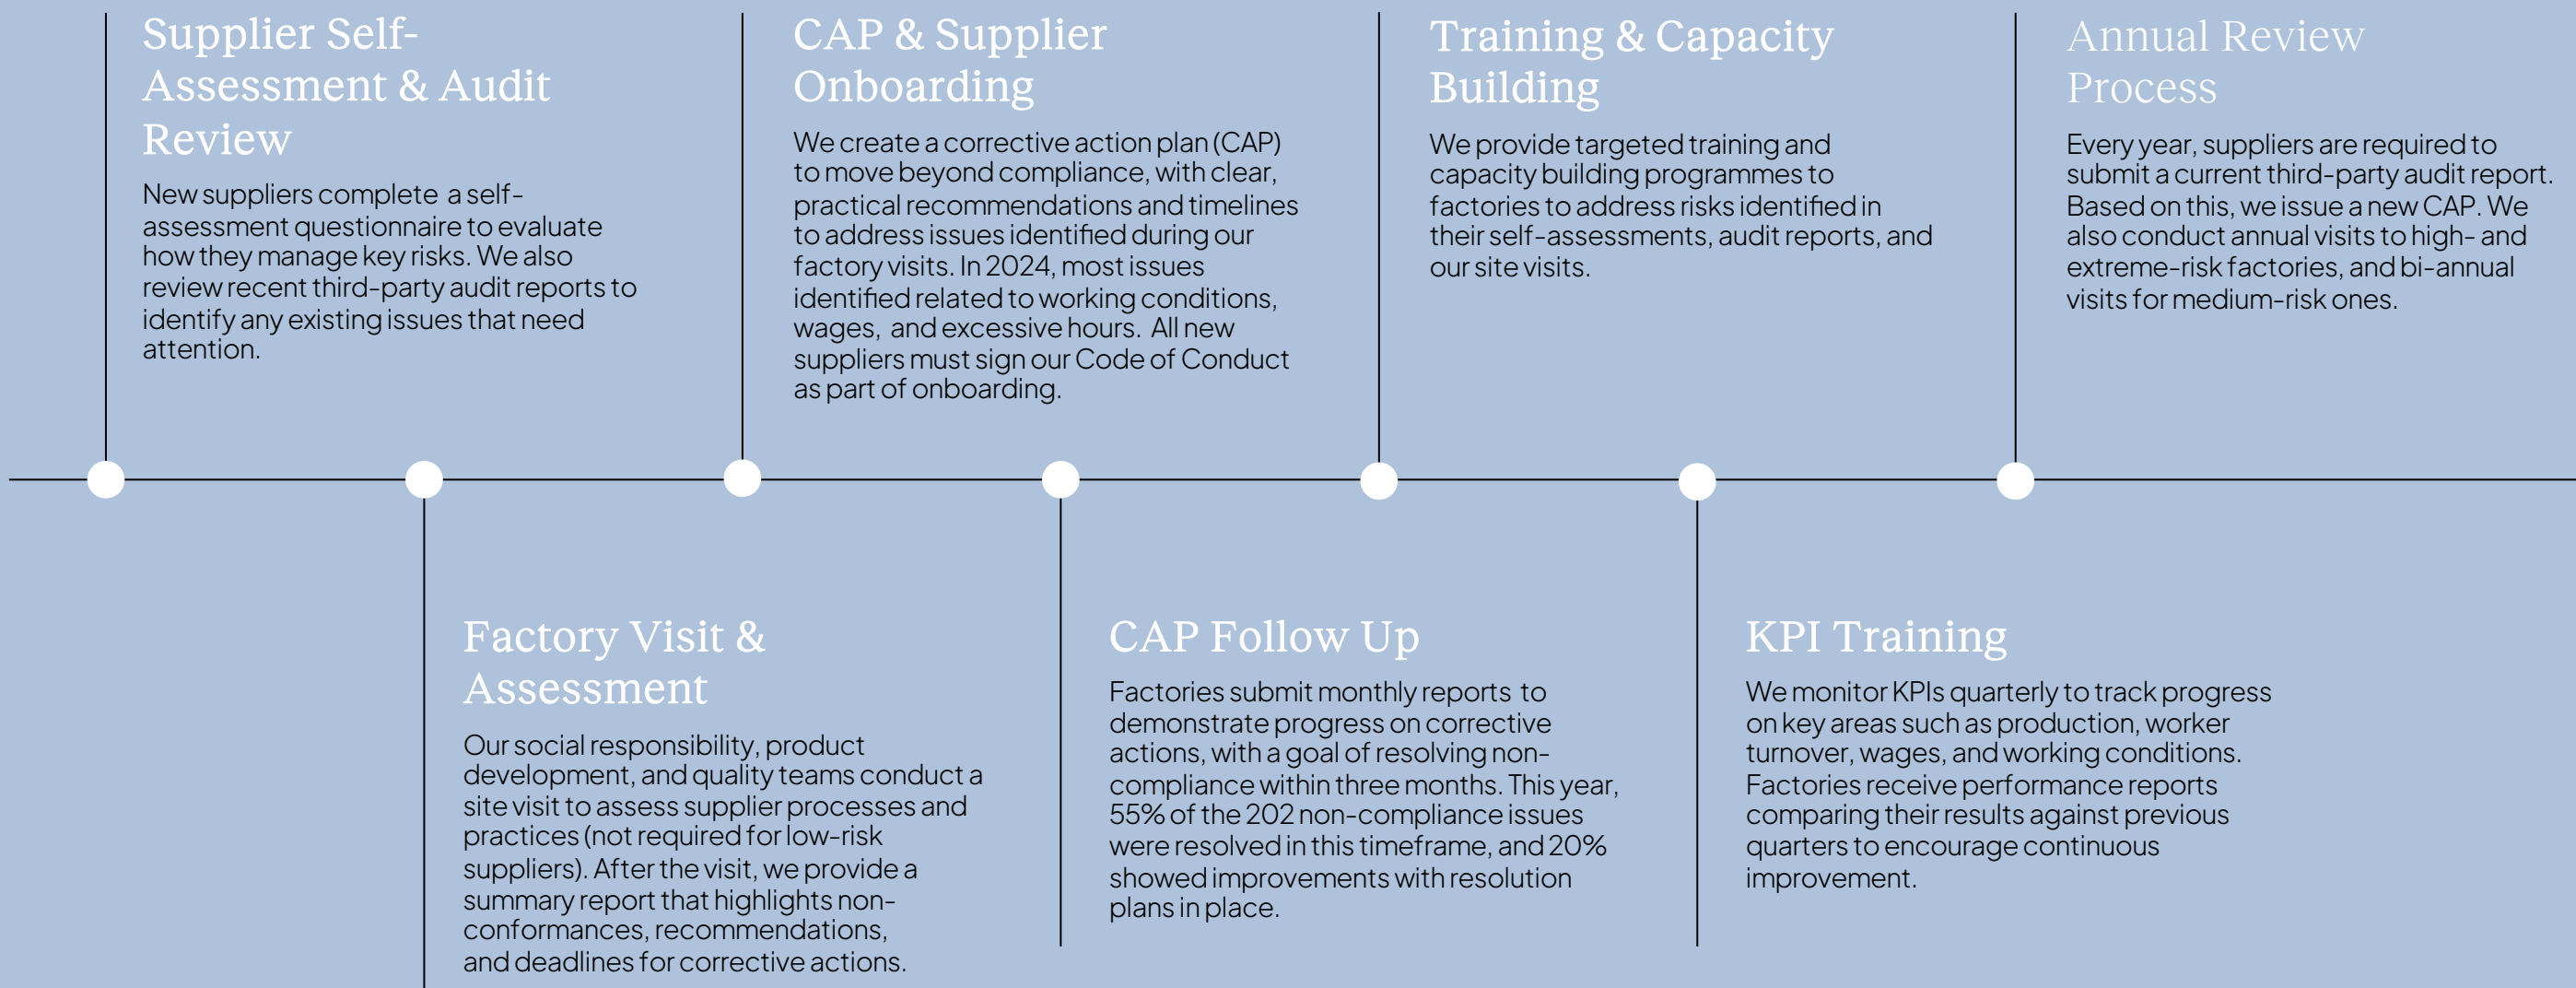 Supplier Self-
Assessment & Audit
Review
New suppliers complete a self-
assessment questionnaire to evaluate
how they manage key risks. We also
review recent third-party audit reports to
identify any existing issues that need
attention.
Factory Visit &
Assessment
Our social responsibility, product
development, and quality teams conduct a
site visit to assess supplier processes and
practices (not required for low-risk
suppliers). After the visit, we provide a
summary report that highlights non-
conformances, recommendations,
and deadlines for corrective actions.
CAP & Supplier
Onboarding
We create a corrective action plan (CAP)
to move beyond compliance, with clear,
practical recommendations and timelines
to address issues identified during our
factory visits. In 2024, most issues
identified related to working conditions,
wages, and excessive hours. All new
suppliers must sign our Code of Conduct
as part of onboarding.
CAP Follow Up
Factories submit monthly reports to
demonstrate progress on corrective
actions, with a goal of resolving non-
compliance within three months. This year,
55% of the 202 non-compliance issues
were resolved in this timeframe, and 20%
showed improvements with resolution
plans in place.
Training & Capacity
Building
We provide targeted training and
capacity building programmes to
factories to address risks identified in
their self-assessments, audit reports, and
our site visits.
KPI Training
We monitor KPIs quarterly to track progress
on key areas such as production, worker
turnover, wages, and working conditions.
Factories receive performance reports
comparing their results against previous
quarters to encourage continuous
improvement.
Annual Review
Process
Every year, suppliers are required to
submit a current third-party audit report.
Based on this, we issue a new CAP. We
also conduct annual visits to high- and
extreme-risk factories, and bi-annual
visits for medium-risk ones.